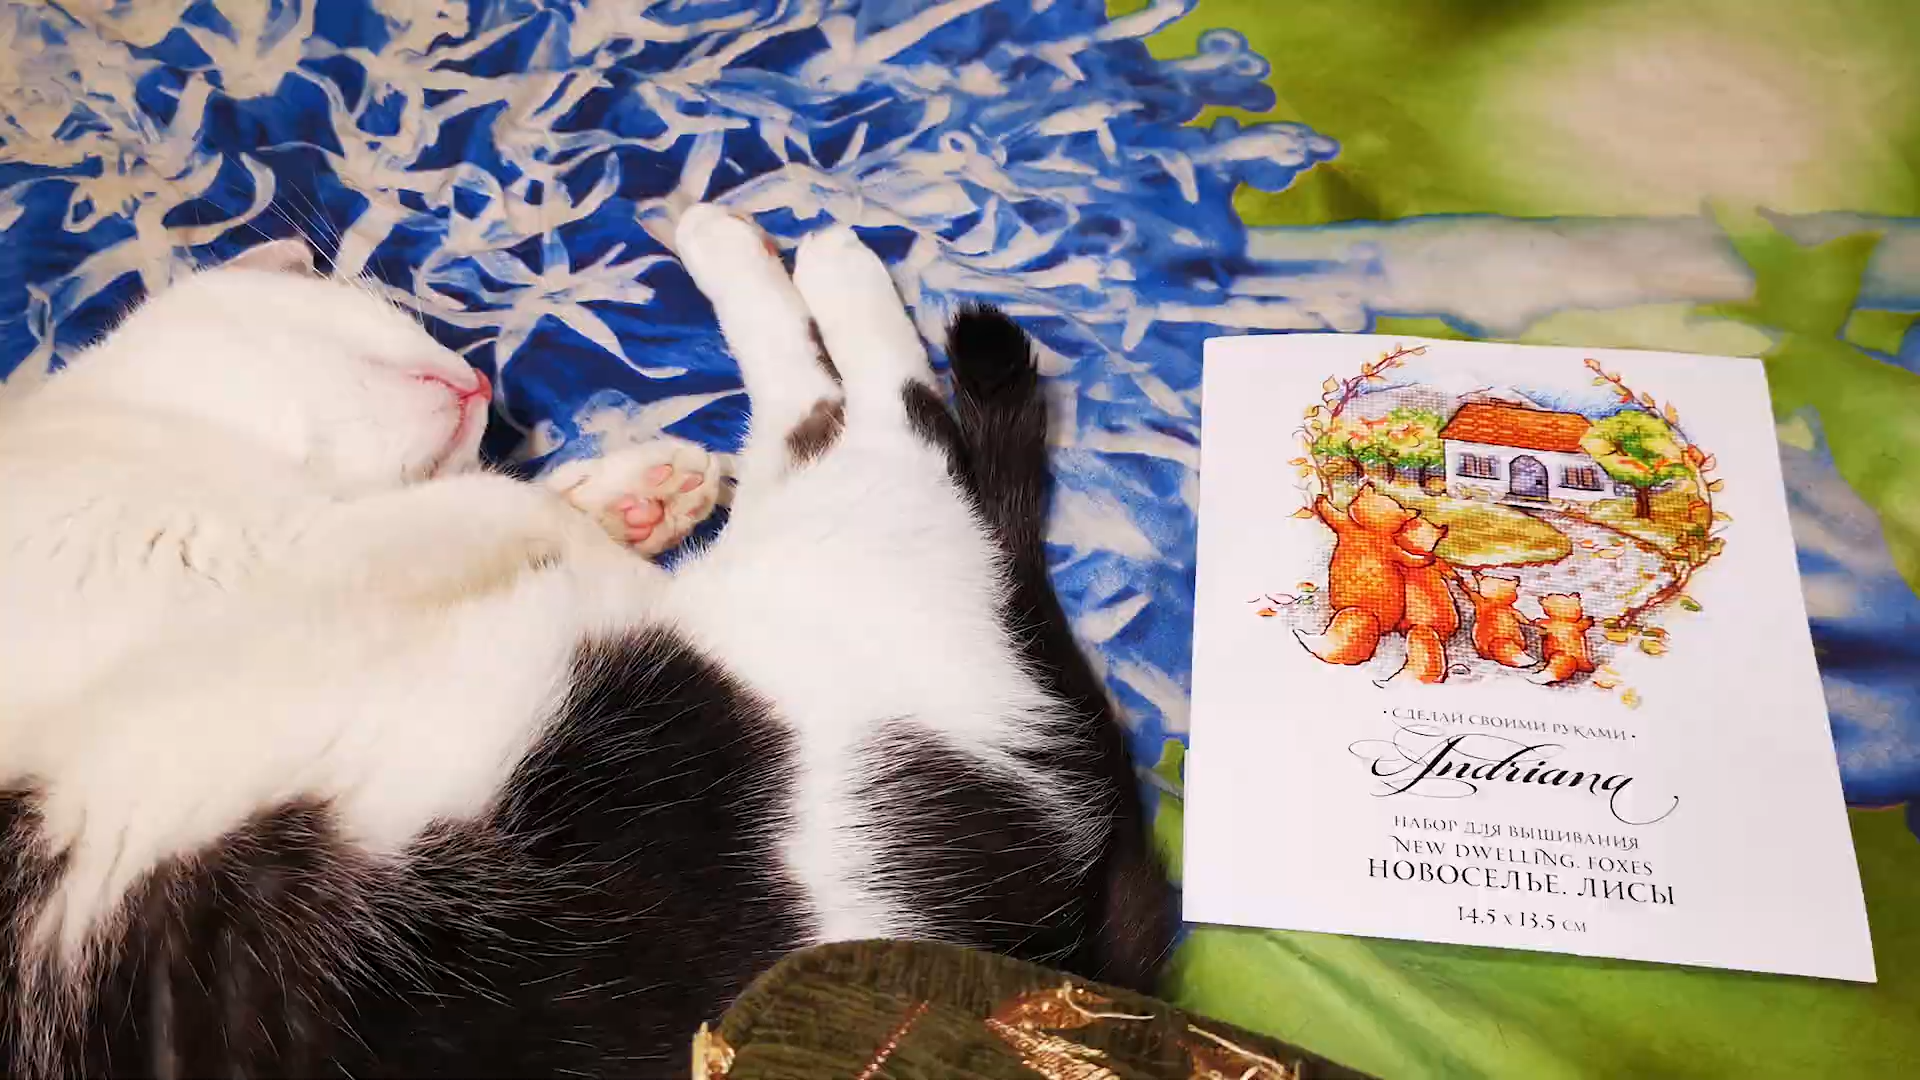 · СДЕЛАЙ СВОИМИ РУКАМИ ·
Andriana
НАБОР ДЛЯ ВЫШИВАНИЯ
NEW DWELLING. FOXES
НОВОСЕЛЬЕ. ЛИСЫ
14.5 x 13.5 СМ